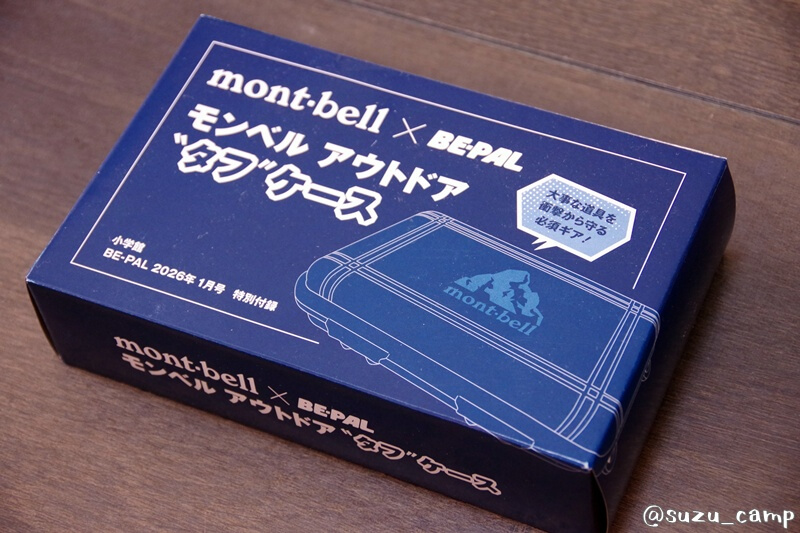 mont-bell × BE-PAL
モンベル アウトドア
"タフ"ケース
大事な道具を
衝撃から守る
必須ギア!
小学館
BE-PAL 2026年 1月号 特別付録
mont-bell
mont-bell × BE-PAL
モンベル アウトドア "タフ"ケース
@suzu_camp